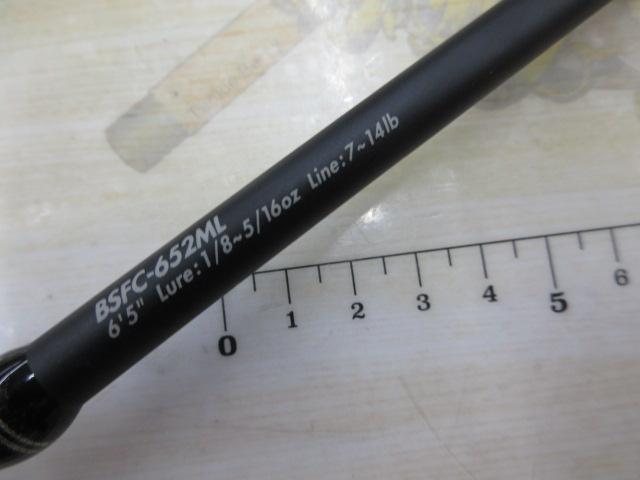 BSFC-652ML
6'5" Lure:1/8~5/16oz Line:7~14lb
0 1 2 3 4 5 6